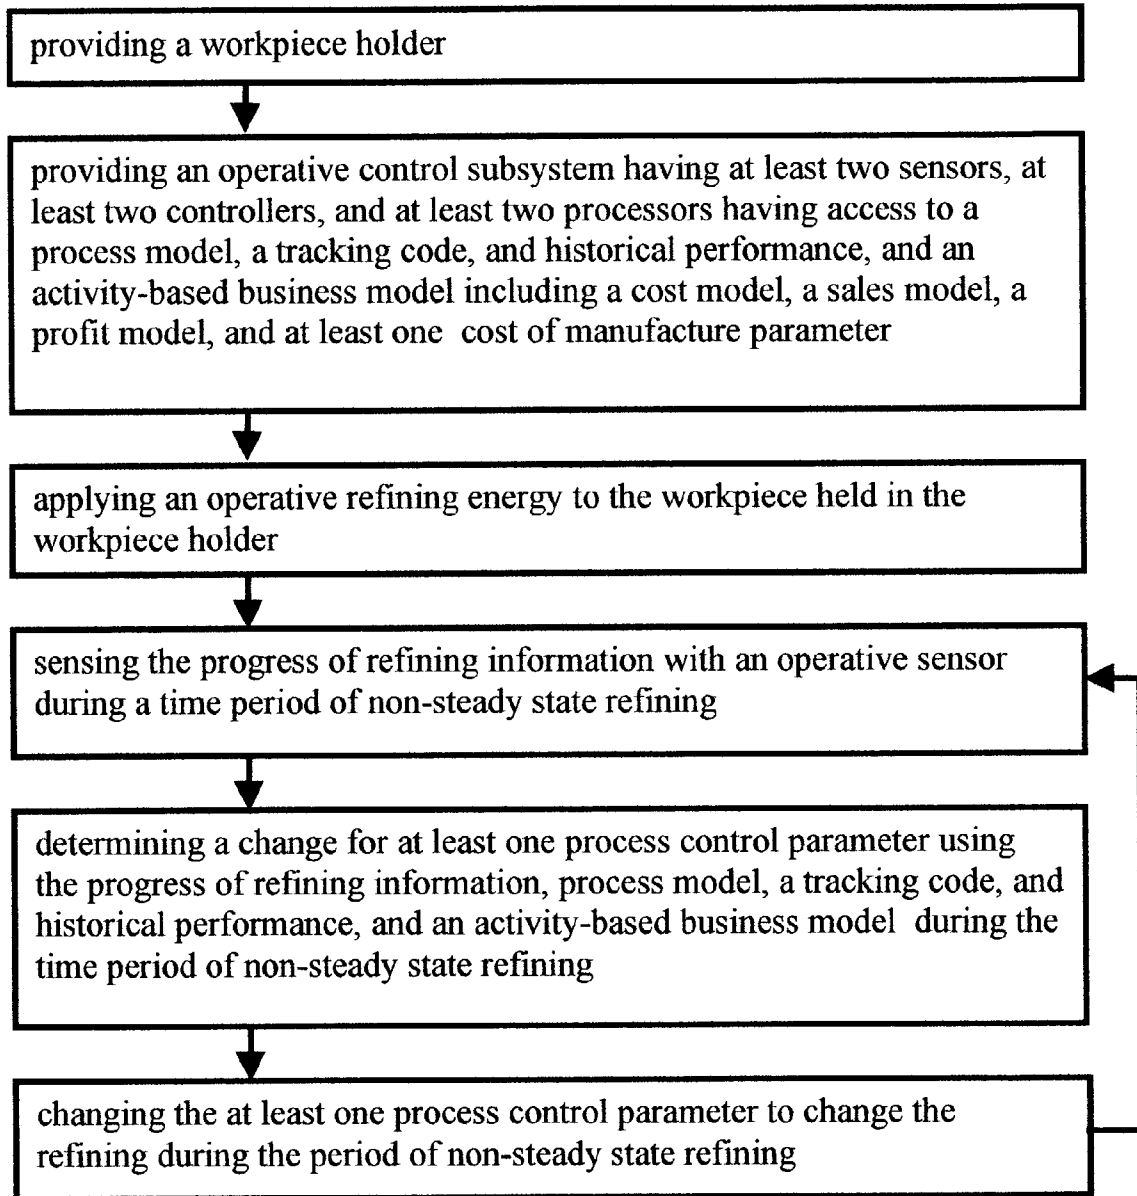 providing a workpiece holder
providing an operative control subsystem having at least two sensors, at
least two controllers, and at least two processors having access to a
process model, a tracking code, and historical performance, and an
activity-based business model including a cost model, a sales model, a
profit model, and at least one cost of manufacture parameter
applying an operative refining energy to the workpiece held in the
workpiece holder
sensing the progress of refining information with an operative sensor
during a time period of non-steady state refining
determining a change for at least one process control parameter using
the progress of refining information, process model, a tracking code, and
historical performance, and an activity-based business model during the
time period of non-steady state refining
changing the at least one process control parameter to change the
refining during the period of non-steady state refining